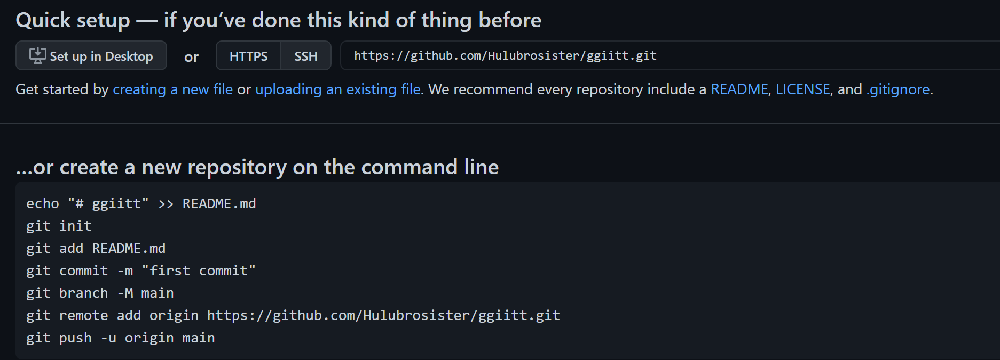 Quick setup — if you’ve done this kind of thing before
Set up in Desktop or HTTPS SSH https://github.com/Hulubrosister/ggiitt.git
Get started by creating a new file or uploading an existing file. We recommend every repository include a README, LICENSE, and .gitignore.
…or create a new repository on the command line
echo "# ggiitt" >> README.md
git init
git add README.md
git commit -m "first commit"
git branch -M main
git remote add origin https://github.com/Hulubrosister/ggiitt.git
git push -u origin main